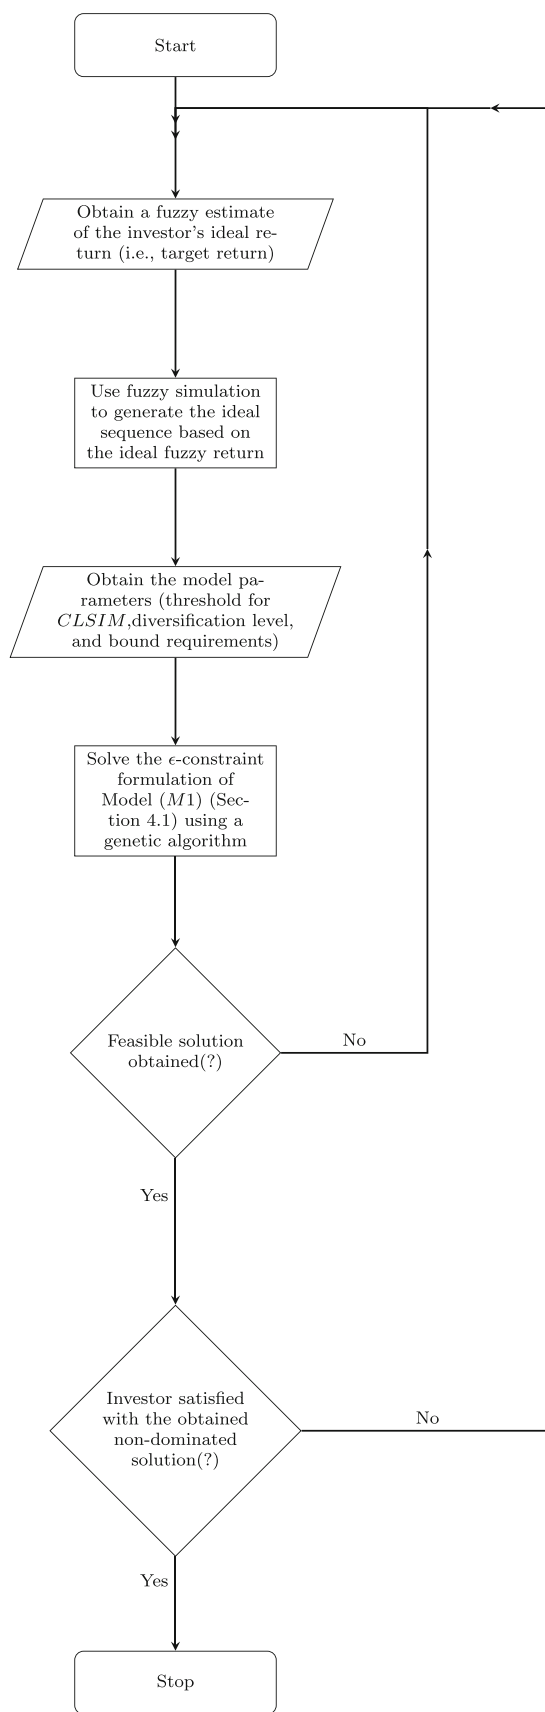 Start
Obtain a fuzzy estimate
of the investor's ideal re-
turn (i.e., target return)
Use fuzzy simulation
to generate the ideal
sequence based on
the ideal fuzzy return
Obtain the model pa-
rameters (threshold for
CLSIM,diversification level,
and bound requirements)
Solve the ϵ-constraint
formulation of
Model (M1) (Sec-
tion 4.1) using a
genetic algorithm
Feasible solution
obtained(?)
No
Yes
Investor satisfied
with the obtained
non-dominated
solution(?)
No
Yes
Stop